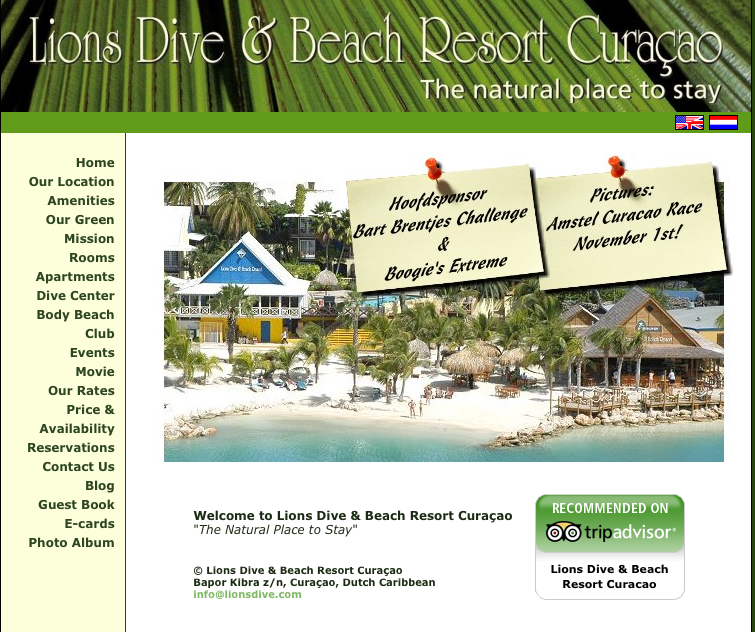 Lions Dive & Beach Resort Curaçao
The natural place to stay
Home
Our Location
Amenities
Our Green
Mission
Rooms
Apartments
Dive Center
Body Beach
Club
Events
Movie
Our Rates
Price &
Availability
Reservations
Contact Us
Blog
Guest Book
E-cards
Photo Album
Hoofdsponsor
Bart Brentjes Challenge
&
Boogie's Extreme
Pictures:
Amstel Curacao Race
November 1st!
Lions Dive & Beach Resort
Welcome to Lions Dive & Beach Resort Curaçao
"The Natural Place to Stay"
© Lions Dive & Beach Resort Curaçao
Bapor Kibra z/n, Curaçao, Dutch Caribbean
info@lionsdive.com
RECOMMENDED ON
tripadvisor®
Lions Dive & Beach
Resort Curacao